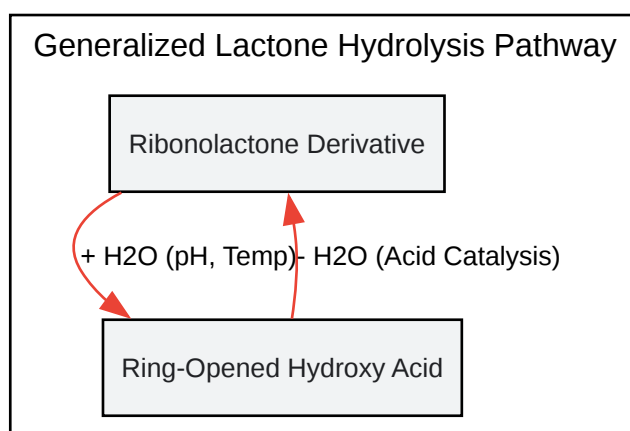 Generalized Lactone Hydrolysis Pathway
Ribonolactone Derivative
+ H2O (pH, Temp)
- H2O (Acid Catalysis)
Ring-Opened Hydroxy Acid